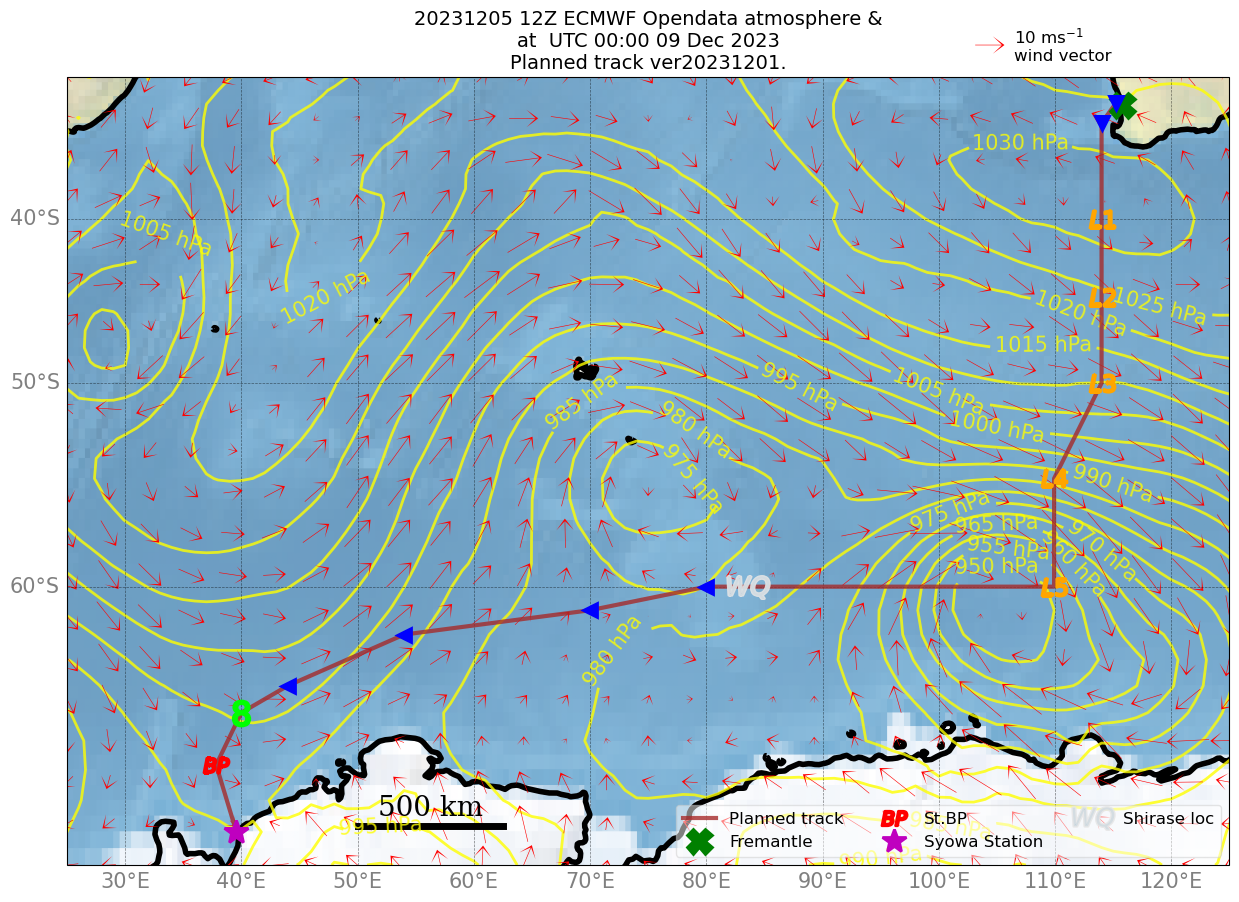 20231205 12Z ECMWF Opendata atmosphere &
at  UTC 00:00 09 Dec 2023
Planned track ver20231201.
10 ms⁻¹
wind vector
1030 hPa
1005 hPa
40°S
L1
1020 hPa
L2
1025 hPa
1020 hPa
1015 hPa
50°S
985 hPa
995 hPa
1005 hPa
L3
980 hPa
1000 hPa
975 hPa
L4
990 hPa
975 hPa
965 hPa
970 hPa
955 hPa
960 hPa
950 hPa
60°S
WQ
L5
980 hPa
8
BP
500 km
995 hPa
Planned track
BP
St.BP
WQ
Shirase loc
Fremantle
Syowa Station
990 hPa
30°E 40°E 50°E 60°E 70°E 80°E 90°E 100°E 110°E 120°E